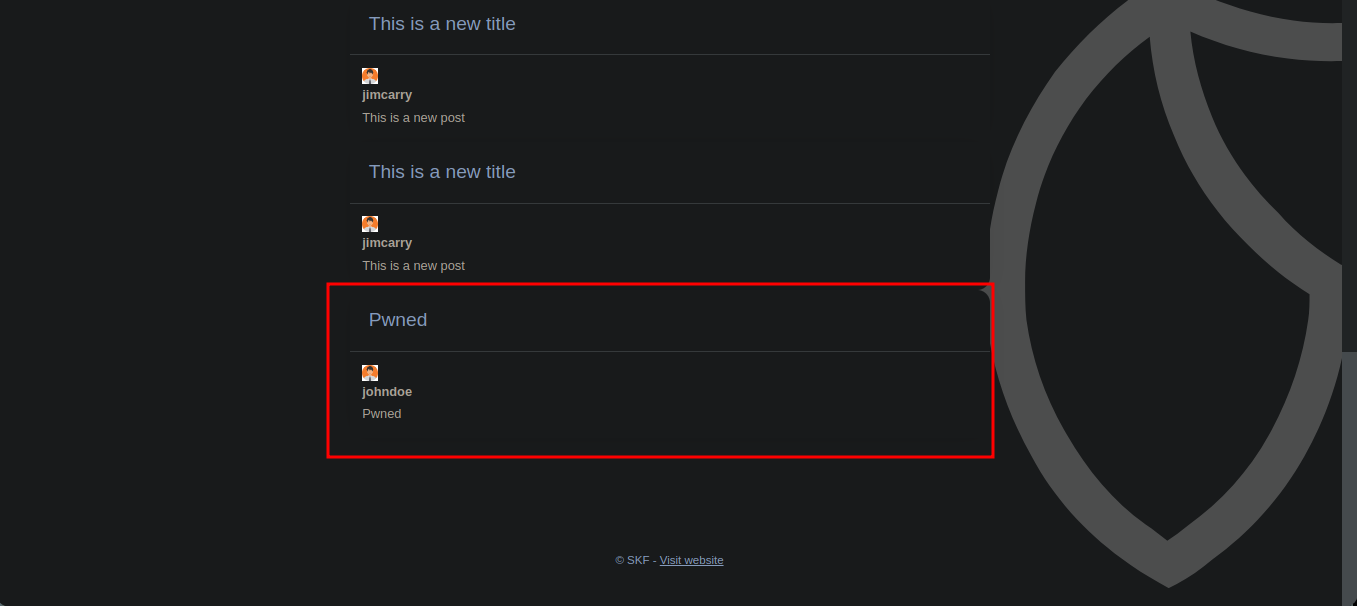 This is a new title
jimcarry
This is a new post
This is a new title
jimcarry
This is a new post
Pwned
johndoe
Pwned
© SKF - Visit website